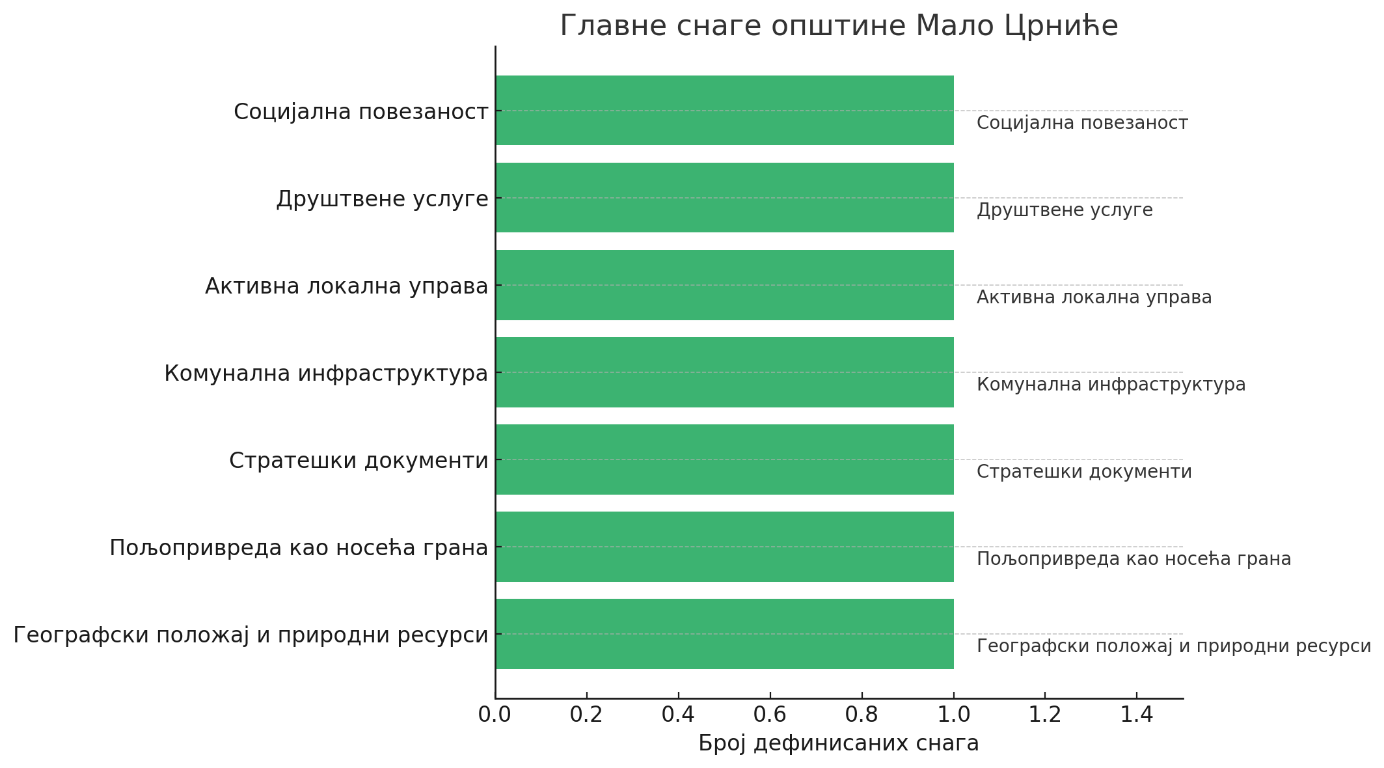 Главне снаге општине Мало Црниће
Социјална повезаност
Социјална повезаност
Друштвене услуге
Друштвене услуге
Активна локална управа
Активна локална управа
Комунална инфраструктура
Комунална инфраструктура
Стратешки документи
Стратешки документи
Пољопривреда као носећа грана
Пољопривреда као носећа грана
Географски положај и природни ресурси
Географски положај и природни ресурси
0.0 0.2 0.4 0.6 0.8 1.0 1.2 1.4
Број дефинисаних снага